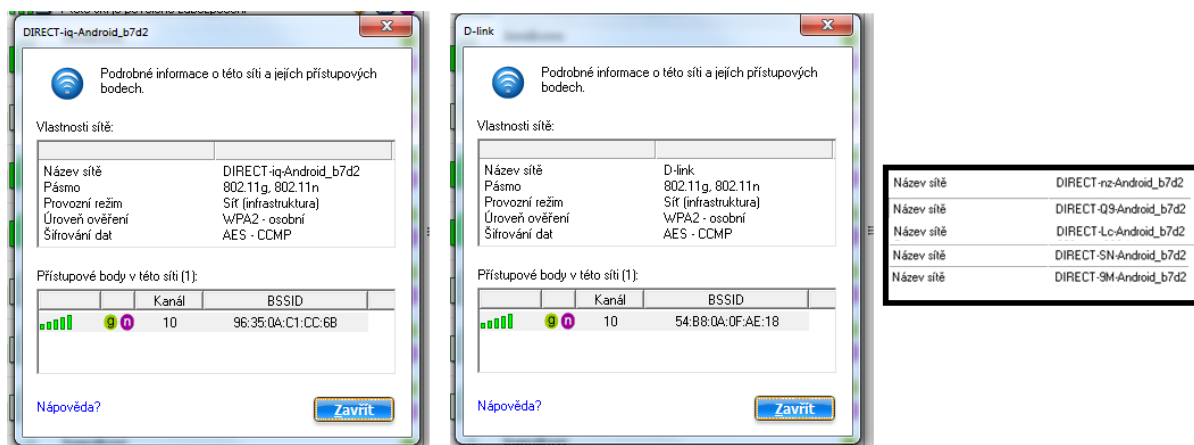 DIRECT-iq-Android_b7d2
Podrobné informace o této síti a jejích přístupových
bodech.
Vlastnosti sítě:
Název sítě DIRECT-iq-Android_b7d2
Pásmo 802.11g, 802.11n
Provozní režim Síť (infrastruktura)
Úroveň ověření WPA2 - osobní
Šifrování dat AES - CCMP
Přístupové body v této síti (1):
Kanál BSSID
g n 10 96:35:0A:C1:CC:6B
Nápověda?
Zavřít
D-link
Podrobné informace o této síti a jejích přístupových
bodech.
Vlastnosti sítě:
Název sítě D-link
Pásmo 802.11g, 802.11n
Provozní režim Síť (infrastruktura)
Úroveň ověření WPA2 - osobní
Šifrování dat AES - CCMP
Přístupové body v této síti (1):
Kanál BSSID
g n 10 54:B8:0A:0F:AE:18
Nápověda?
Zavřít
Název sítě DIRECT-nz-Android_b7d2
Název sítě DIRECT-Q9-Android_b7d2
Název sítě DIRECT-Lc-Android_b7d2
Název sítě DIRECT-SN-Android_b7d2
Název sítě DIRECT-9M-Android_b7d2